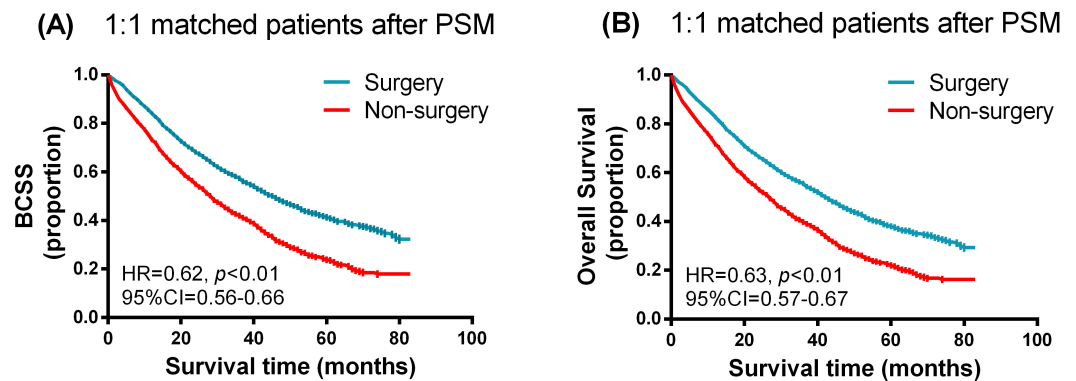 (A) 1:1 matched patients after PSM
1.0
0.8
0.6
0.4
0.2
0.0
BCSS
(proportion)
Surgery
Non-surgery
HR=0.62, p<0.01
95%CI=0.56-0.66
0 20 40 60 80 100
Survival time (months)
(B) 1:1 matched patients after PSM
1.0
0.8
0.6
0.4
0.2
0.0
Overall Survival
(proportion)
Surgery
Non-surgery
HR=0.63, p<0.01
95%CI=0.57-0.67
0 20 40 60 80 100
Survival time (months)